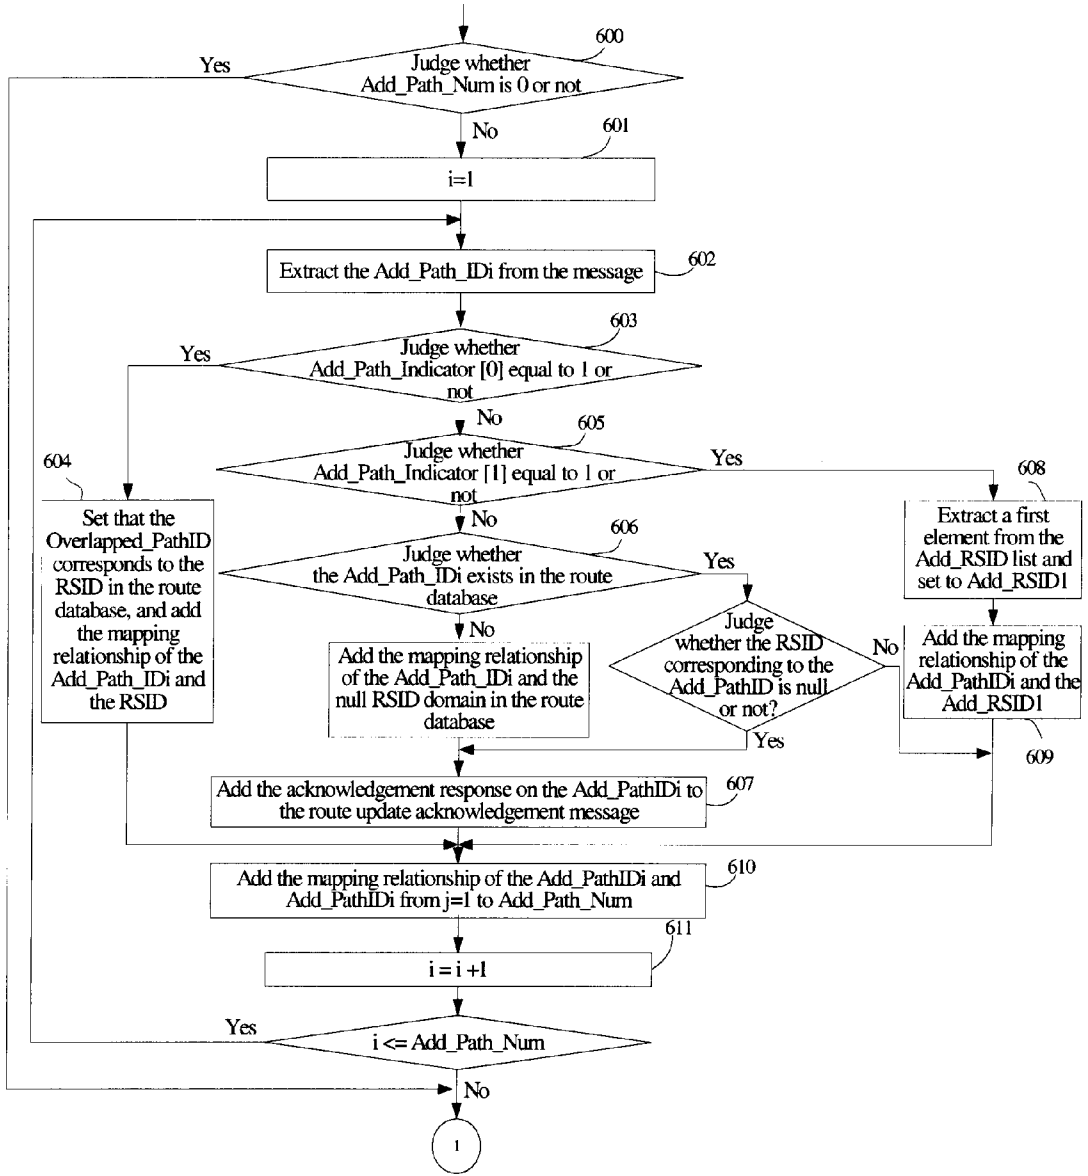 600
Yes
Judge whether
Add_Path_Num is 0 or not
No
601
i=1
Extract the Add_Path_IDi from the message
602
603
Yes
Judge whether
Add_Path_Indicator [0] equal to 1 or
not
No
605
Judge whether
Add_Path_Indicator [1] equal to 1 or
not
Yes
604
Set that the
Overlapped_PathID
corresponds to the
RSID in the route
database, and add
the mapping
relationship of the
Add_Path_IDi and
the RSID
608
Extract a first
element from the
Add_RSID list and
set to Add_RSID1
No
606
Judge whether
the Add_Path_IDi exists in the route
database
Yes
No
Add the mapping relationship
of the Add_Path_IDi and the
null RSID domain in the route
database
Judge
whether the RSID
corresponding to the
Add_PathID is null
or not?
No
Yes
Add the mapping
relationship of the
Add_PathIDi and the
Add_RSID1
609
Add the acknowledgement response on the Add_PathIDi to
the route update acknowledgement message
607
Add the mapping relationship of the Add_PathIDi and
Add_PathIDi from j=1 to Add_Path_Num
610
611
i = i +1
Yes
i <= Add_Path_Num
No
1